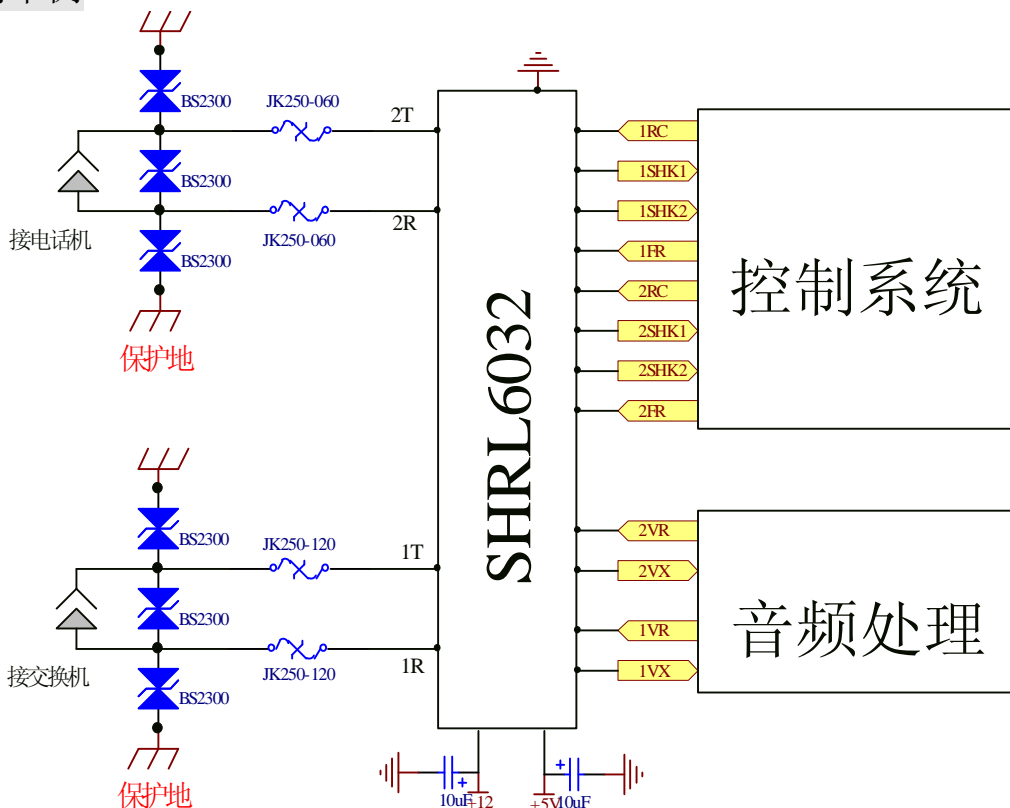 BS2300
JK250-060
2T
BS2300
JK250-060
2R
接电话机
BS2300
保护地
SHRL6032
1RC
1SHK1
1SHK2
1FR
2RC
2SHK1
2SHK2
2FR
控制系统
BS2300
JK250-120
1T
BS2300
JK250-120
1R
接交换机
BS2300
保护地
2VR
2VX
1VR
1VX
音频处理
10uF
+
+12
+5V
+
10uF